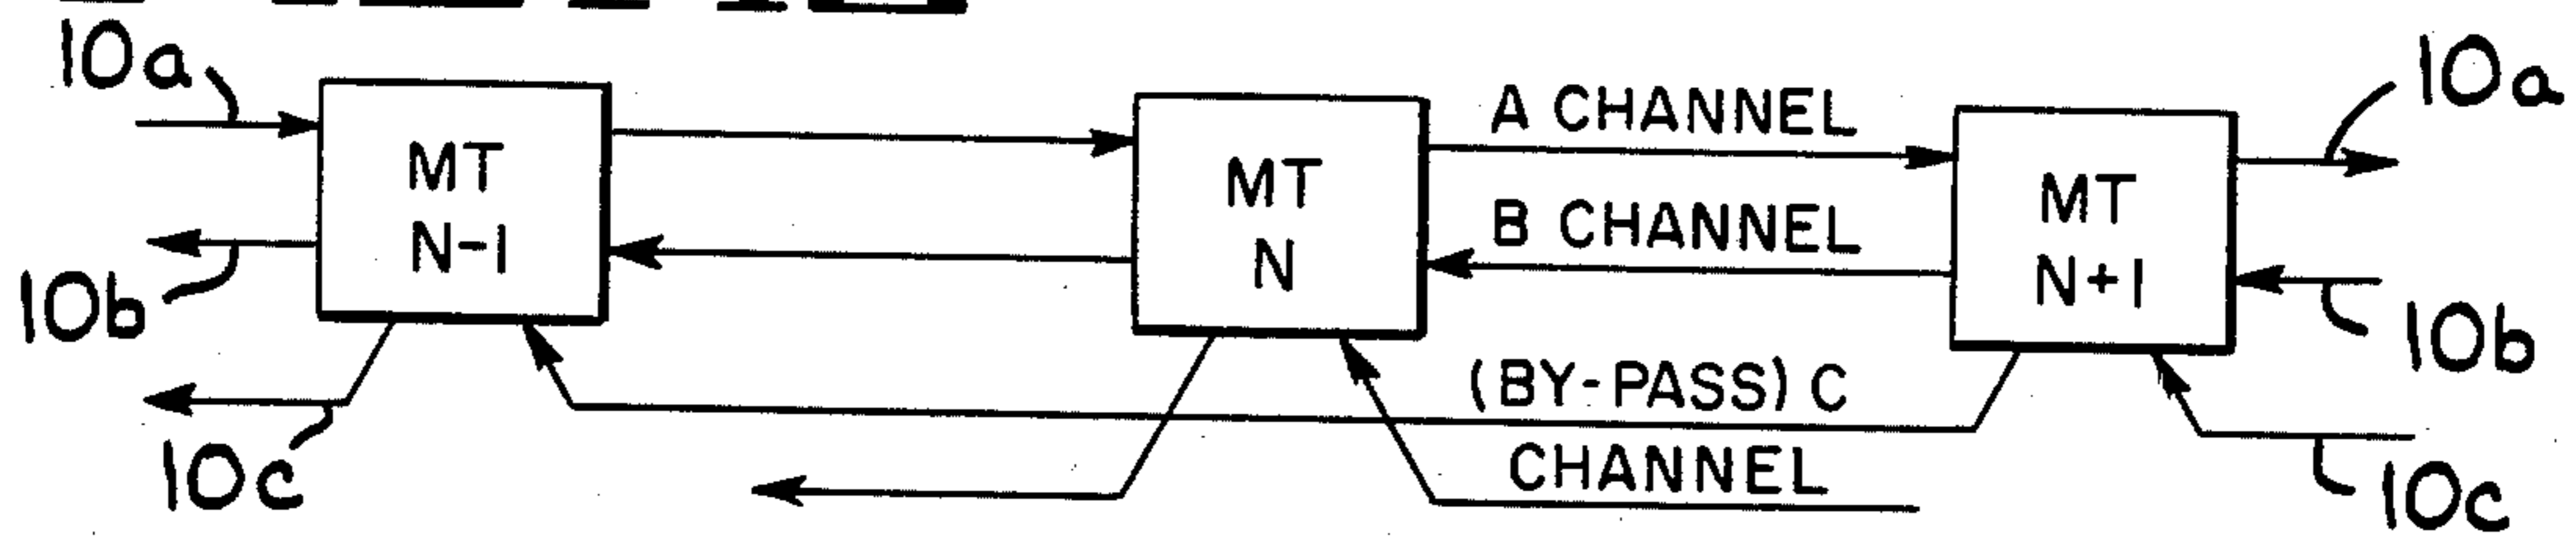 10a
MT
N-1
10b
10c
MT
N
A CHANNEL
B CHANNEL
(BY-PASS) C
CHANNEL
MT
N+1
10a
10b
10c